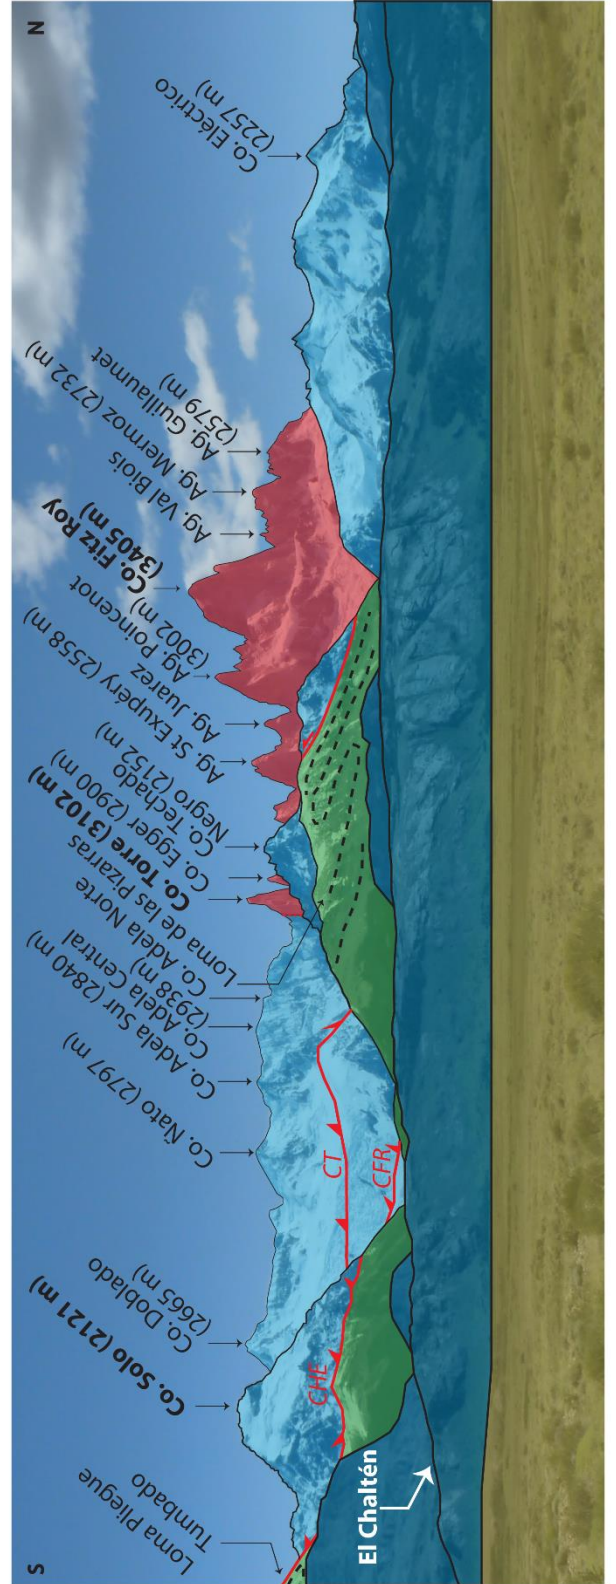 S
N
Loma Pliegue
Tumbado
Co. Solo (2121 m)
Co. Doblado
(2665 m)
Co. Ñato (2797 m)
Co. Adela Sur (2840 m)
Co. Adela Central
(2938 m)
Co. Adela Norte
Loma de las Pizarras
Co. Torre (3102 m)
Co. Egger (2900 m)
Co. Techado
Negro (2152 m)
Ag. St Exupéry (2558 m)
Ag. Juarez
Ag. Poincenot
(3002 m)
Co. Fitz Roy
(3405 m)
Ag. Val Biois
Ag. Mermoz (2732 m)
Ag. Guillaumet
(2579 m)
Co. Eléctrico
(2257 m)
CHE
CT
CFR
El Chaltén